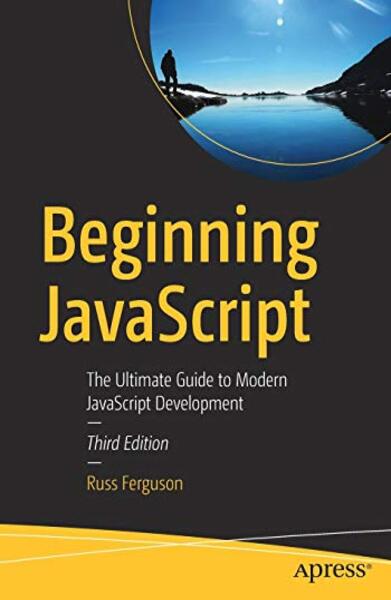 Beginning
JavaScript
The Ultimate Guide to Modern
JavaScript Development
—
Third Edition
—
Russ Ferguson
Apress®